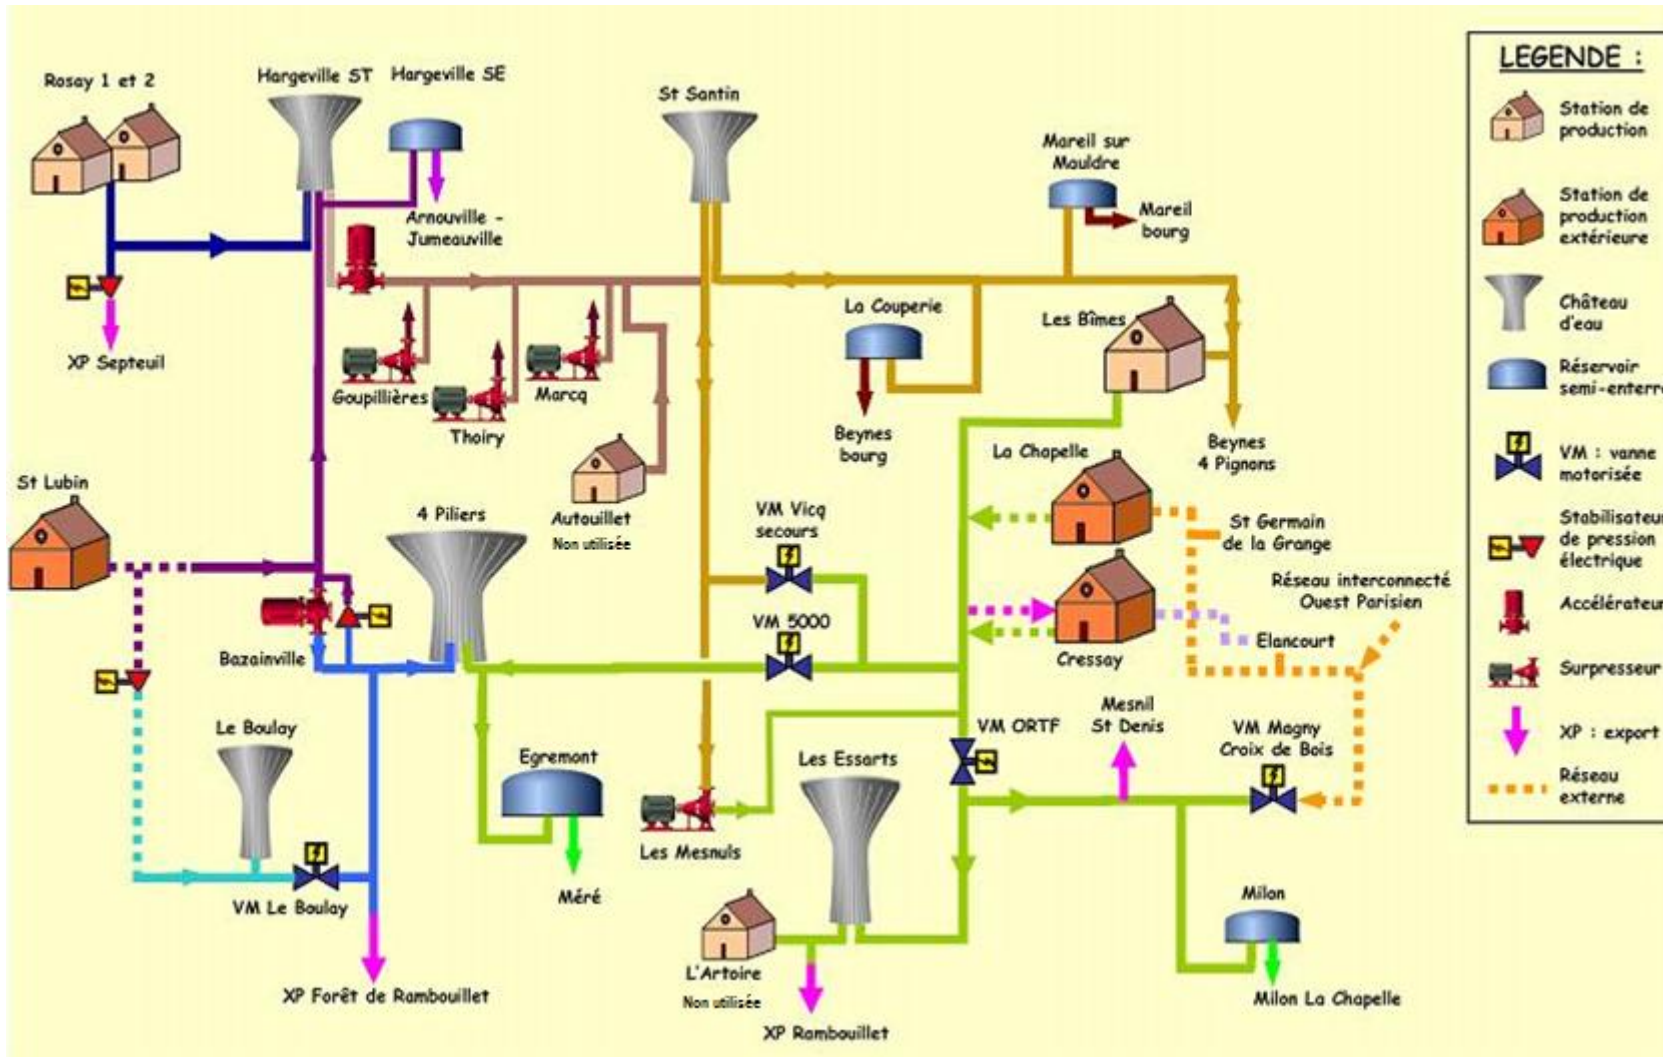 Rosay 1 et 2
Hargeville ST
Hargeville SE
St Santin
Mareil sur
Mauldre
Mareil
bourg
Arnouville -
Jumeauville
XP Septeuil
La Couperie
Les Bîmes
Goupillières
Thoiry
Marcq
Beynes
bourg
Beynes
4 Pignons
La Chapelle
St Lubin
4 Piliers
Autouillet
Non utilisée
VM Vicq
secours
St Germain
de la Grange
Réseau interconnecté
Ouest Parisien
VM 5000
Elancourt
Cressay
Bazainville
Le Boulay
Egremont
Les Essarts
VM ORTF
Mesnil
St Denis
VM Magny
Croix de Bois
Les Mesnuls
VM Le Boulay
Méré
Milon
L'Artoire
Non utilisée
XP Forêt de Rambouillet
Milon La Chapelle
XP Rambouillet
LEGENDE :
Station de
production
Station de
production
extérieure
Château
d'eau
Réservoir
semi-enterré
VM : vanne
motorisée
Stabilisateur
de pression
électrique
Accélérateur
Surpresseur
XP : export
Réseau
externe